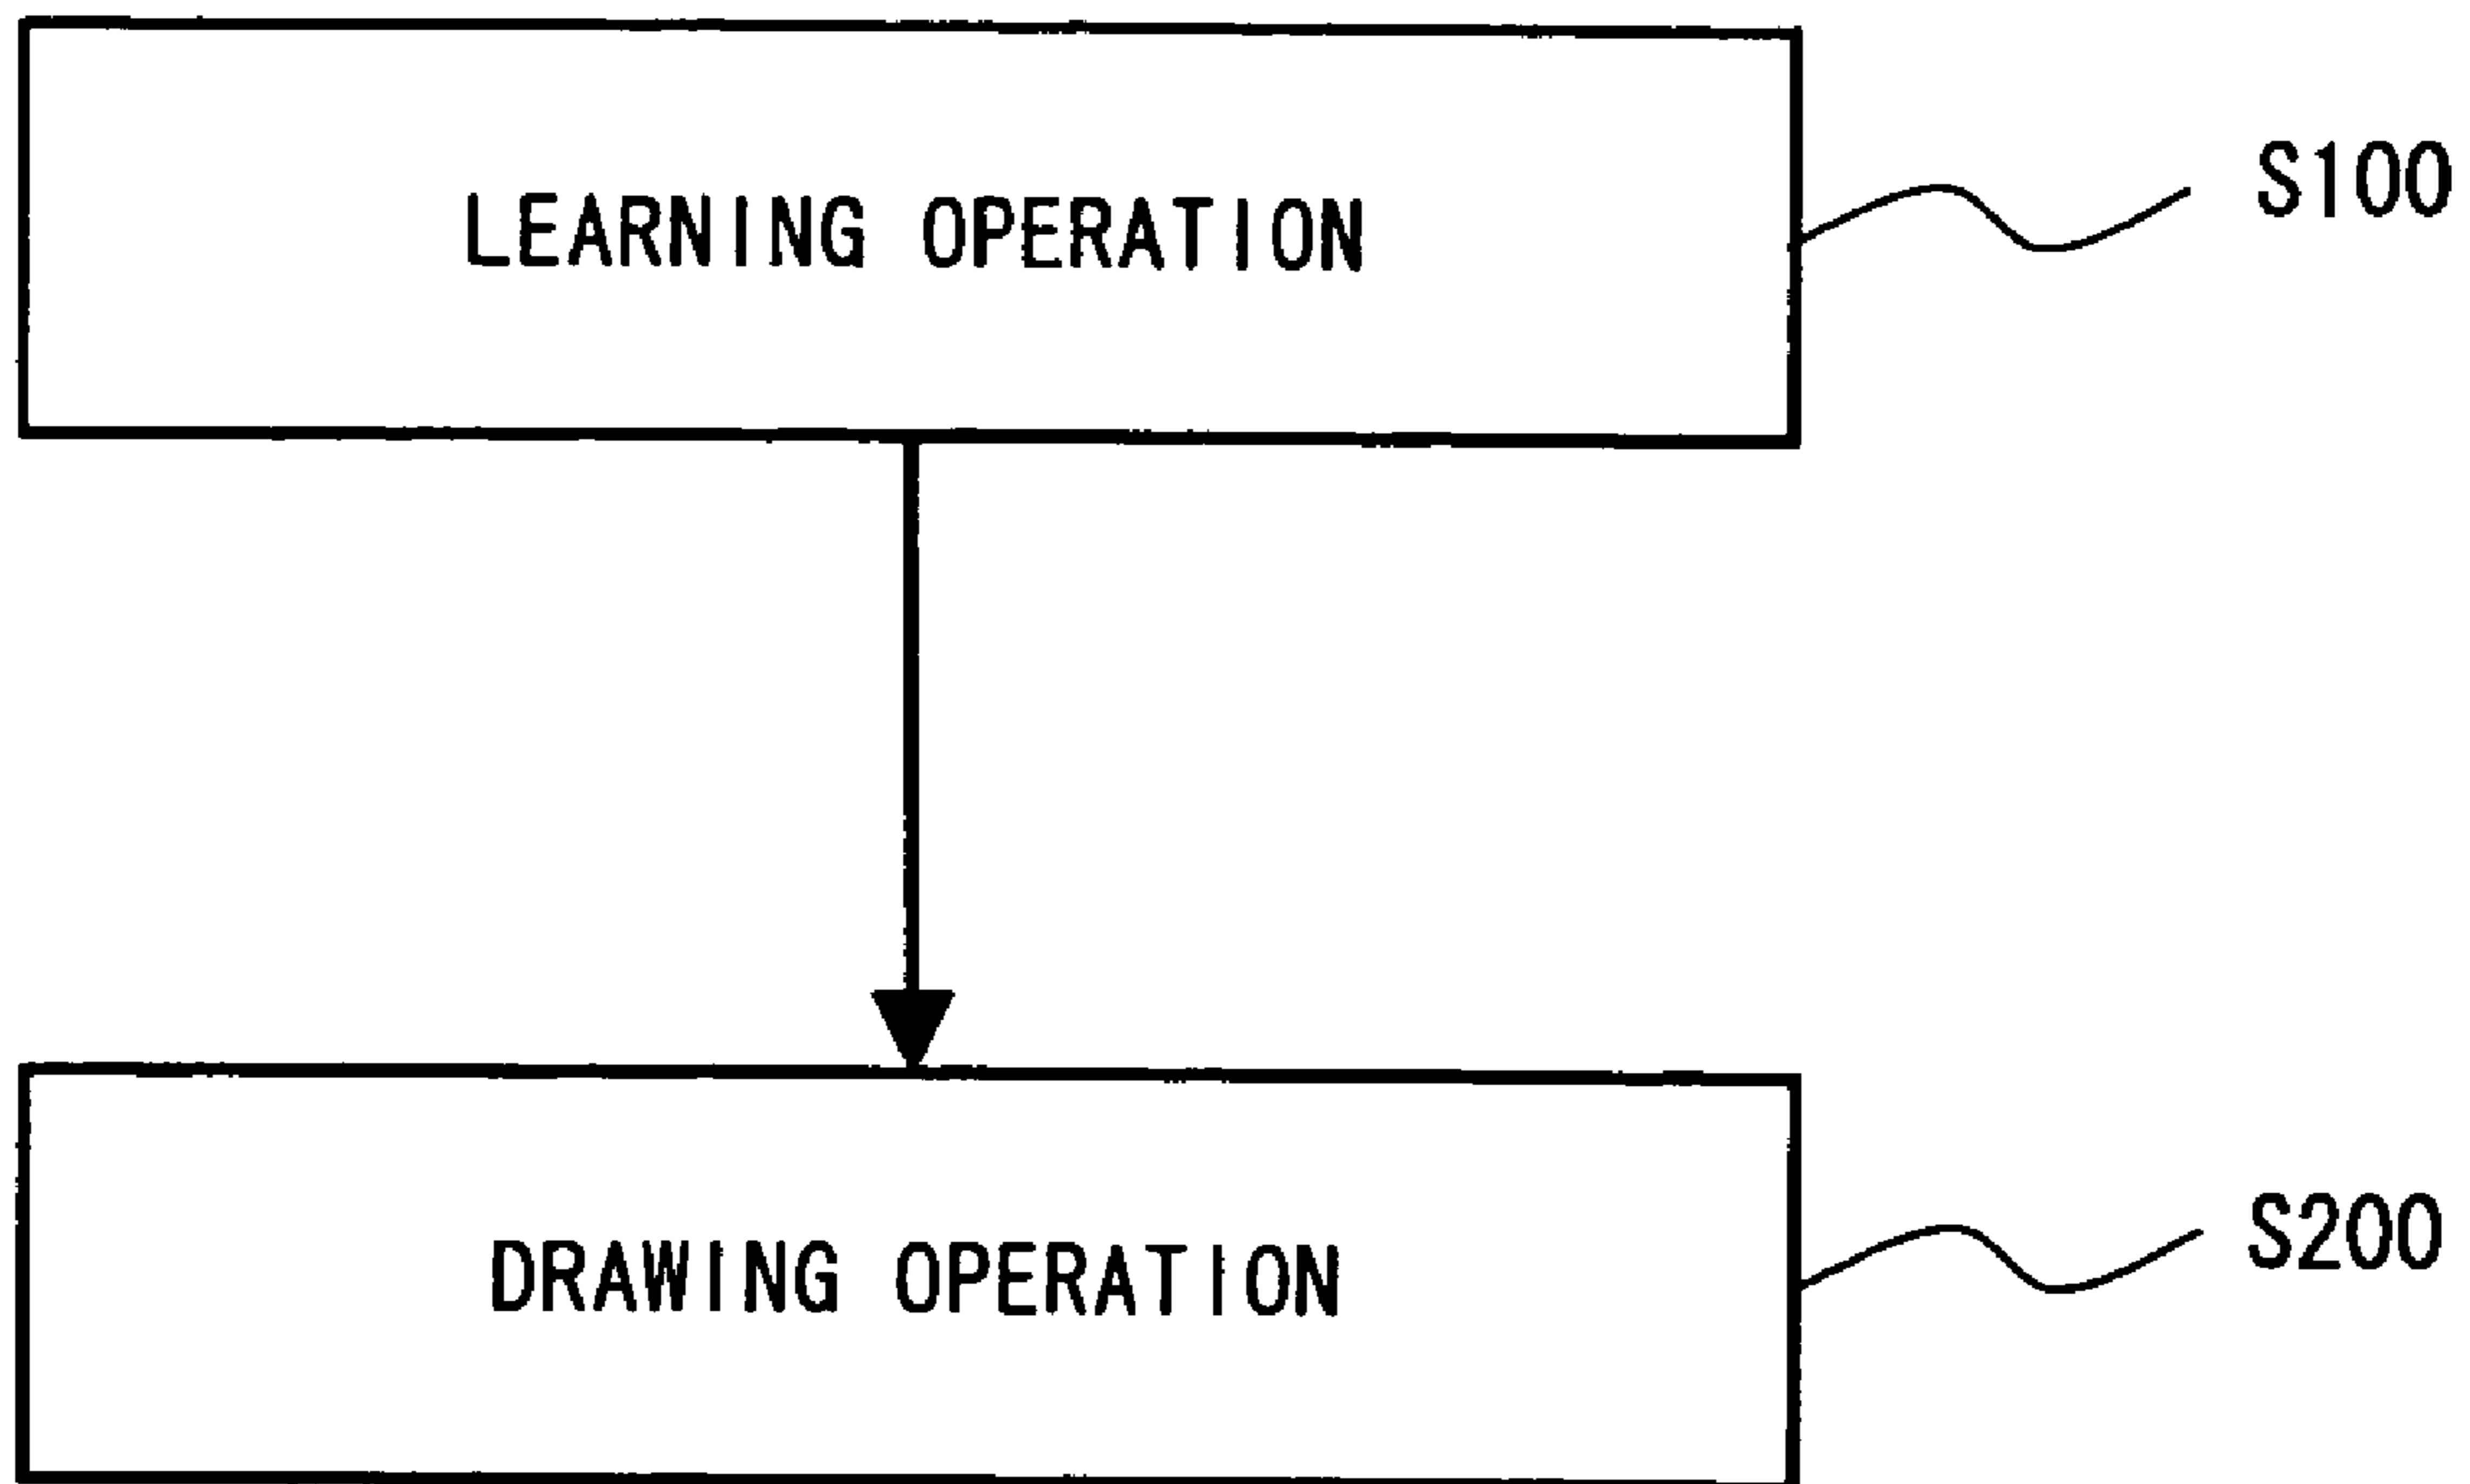 LEARNING OPERATION
S100
DRAWING OPERATION
S200